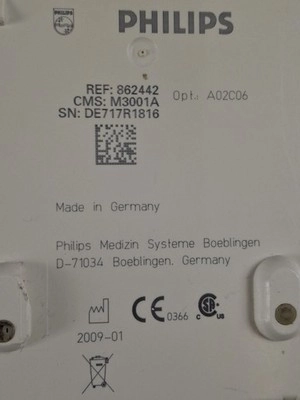 PHILIPS
REF: 862442 Opt. A02C06
CMS: M3001A
SN: DE717R1816
Made in Germany
Philips Medizin Systeme Boeblingen
D-71034 Boeblingen, Germany
CE 0366
2009-01